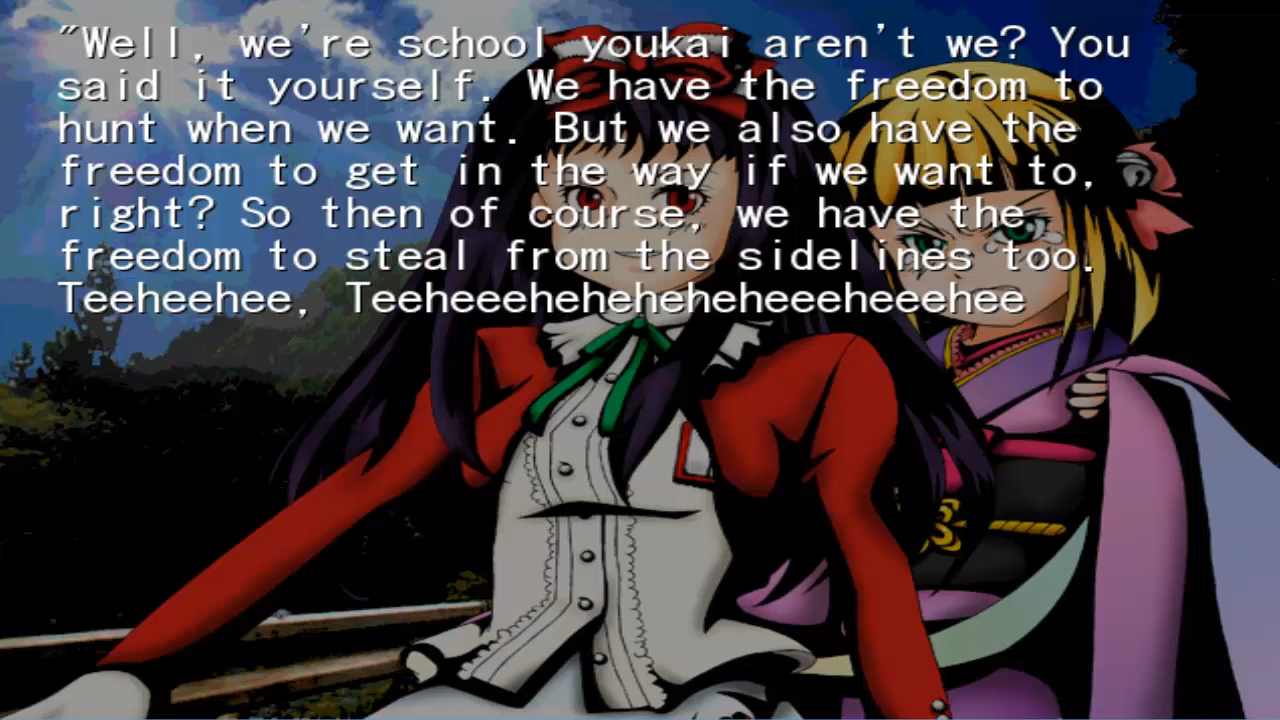 "Well, we're school youkai aren't we? You
said it yourself. We have the freedom to
hunt when we want. But we also have the
freedom to get in the way if we want to,
right? So then of course, we have the
freedom to steal from the sidelines too.
Teeheehee, Teeheeeheheheheheeeheeehee